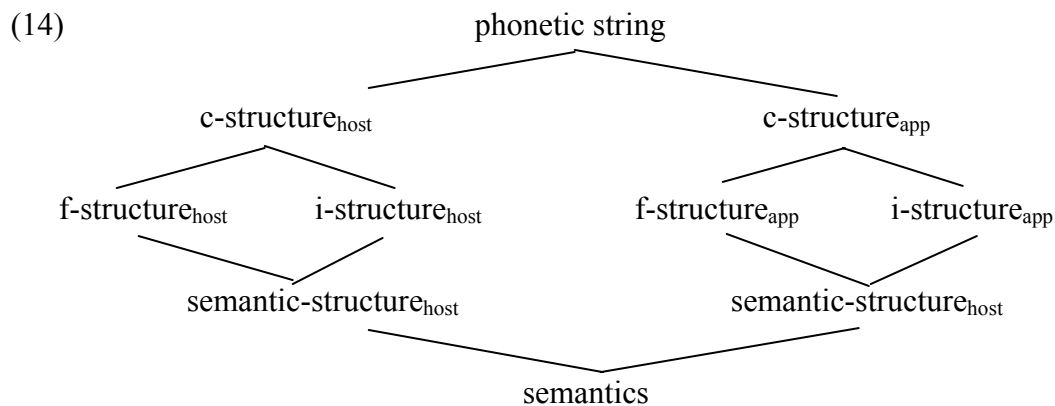 (14) phonetic string
c-structurehost c-structureapp
f-structurehost i-structurehost f-structureapp i-structureapp
semantic-structurehost semantic-structurehost
semantics